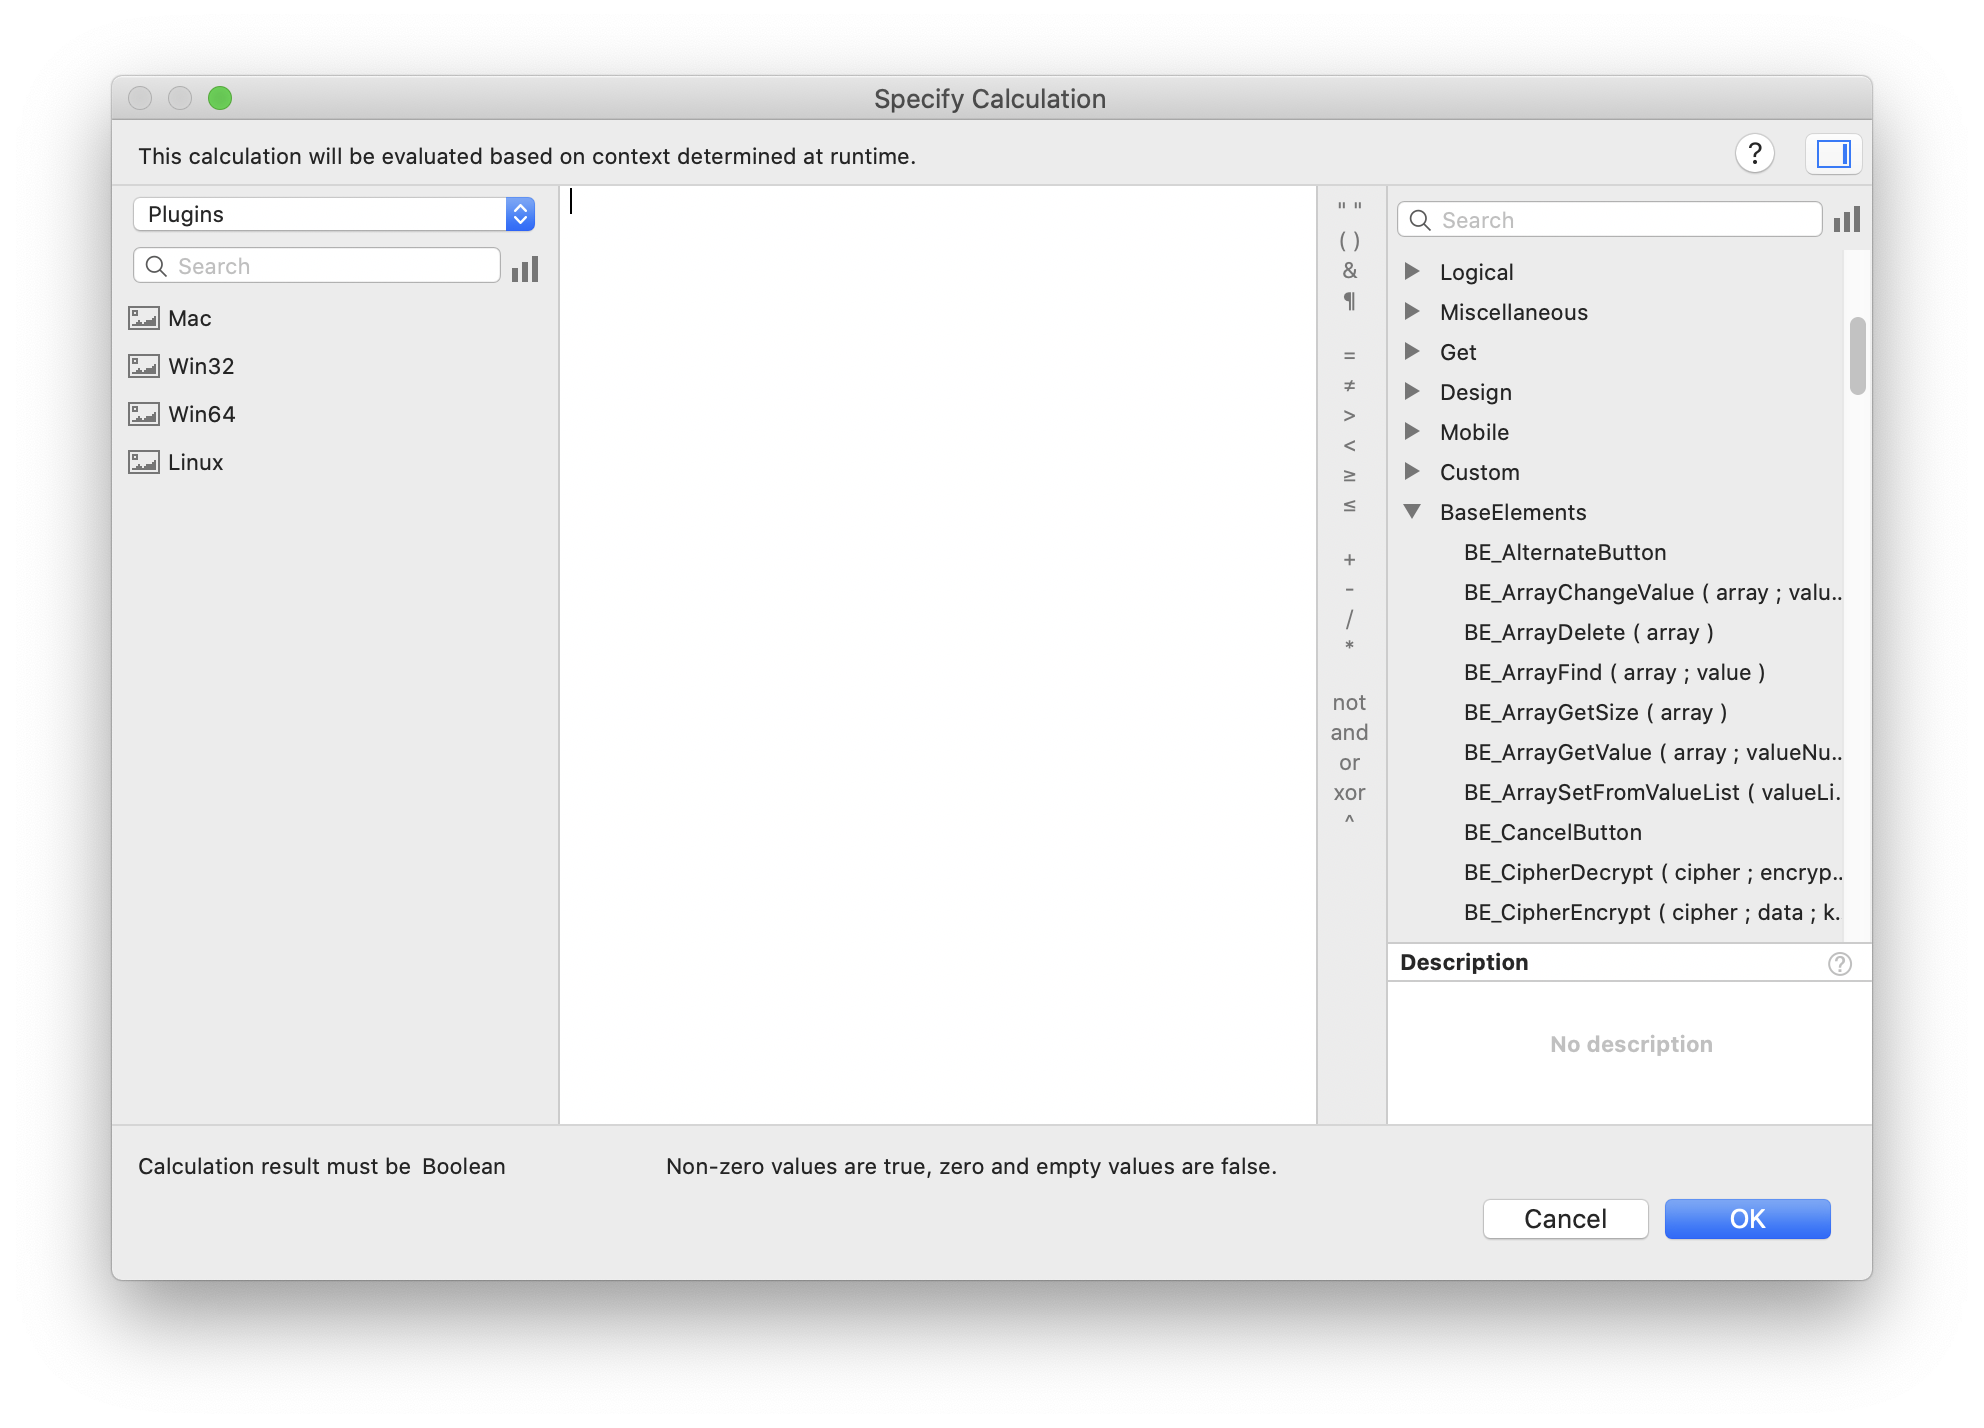 Specify Calculation
This calculation will be evaluated based on context determined at runtime.
?
Plugins
Search
Mac
Win32
Win64
Linux
" "
( )
&
¶
=
≠
>
<
≥
≤
+
-
/
*
not
and
or
xor
^
Search
Logical
Miscellaneous
Get
Design
Mobile
Custom
BaseElements
BE_AlternateButton
BE_ArrayChangeValue ( array ; valu..
BE_ArrayDelete ( array )
BE_ArrayFind ( array ; value )
BE_ArrayGetSize ( array )
BE_ArrayGetValue ( array ; valueNu..
BE_ArraySetFromValueList ( valueLi.
BE_CancelButton
BE_CipherDecrypt ( cipher ; encryp..
BE_CipherEncrypt ( cipher ; data ; k.
Description
?
No description
Calculation result must be Boolean
Non-zero values are true, zero and empty values are false.
Cancel
OK